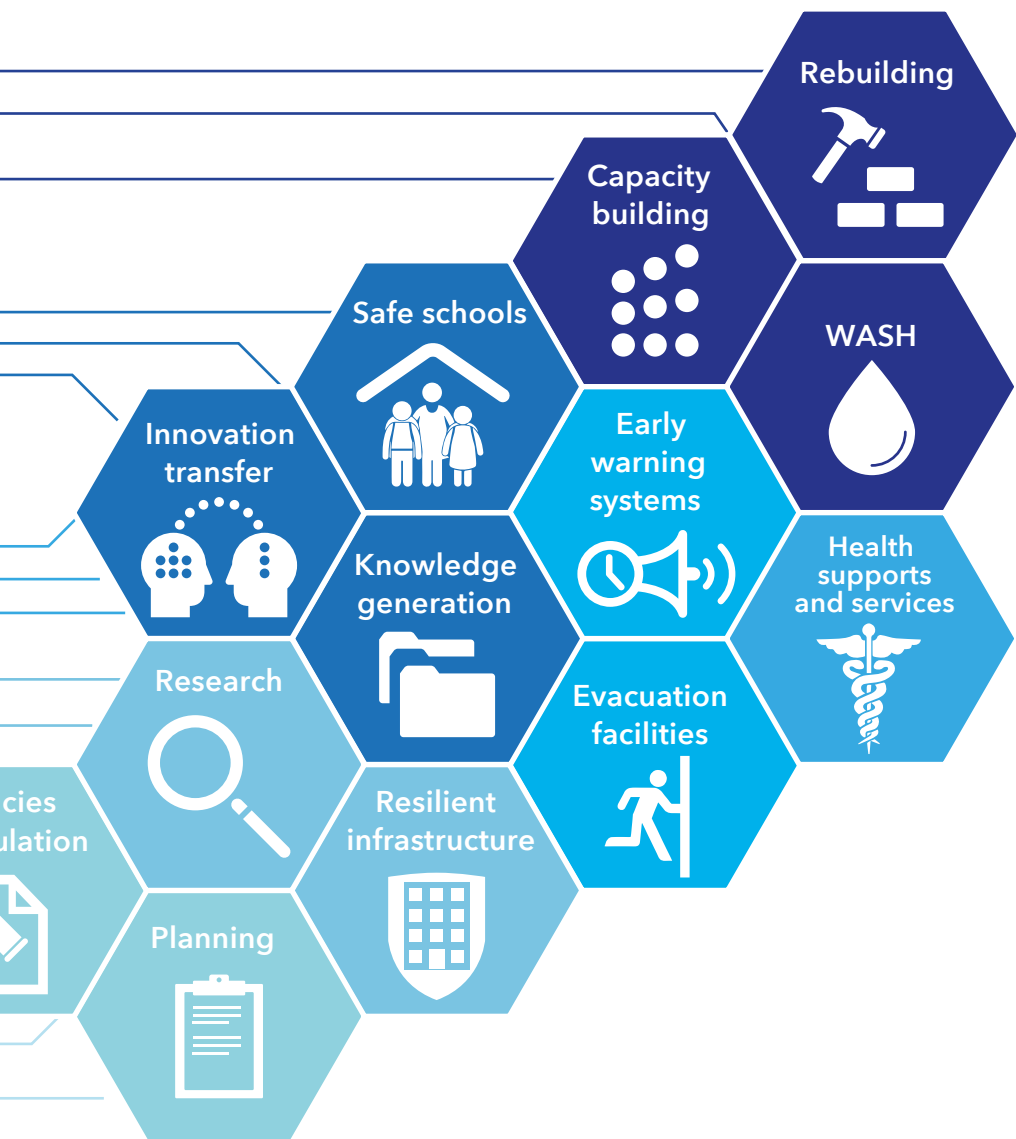 Rebuilding
Capacity
building
Safe schools
WASH
Innovation
transfer
Early
warning
systems
Knowledge
generation
Health
supports
and services
Research
Evacuation
facilities
Resilient
infrastructure
Planning